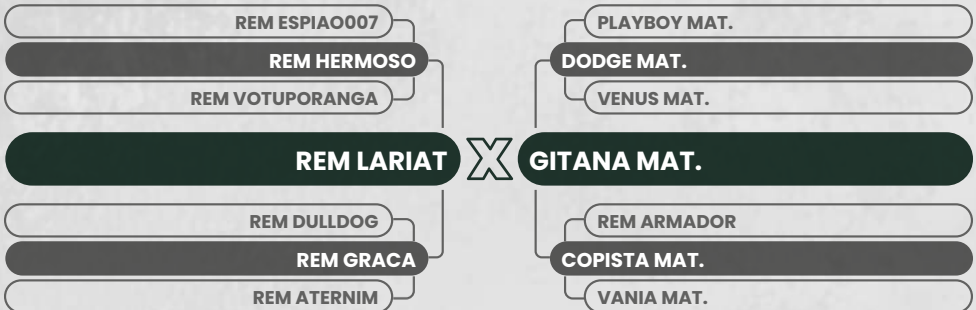 REM ESPIAO007
REM HERMOSO
REM VOTUPORANGA
REM LARIAT
REM DULLDOG
REM GRACA
REM ATERNIM
X
PLAYBOY MAT.
DODGE MAT.
VENUS MAT.
GITANA MAT.
REM ARMADOR
COPISTA MAT.
VANIA MAT.